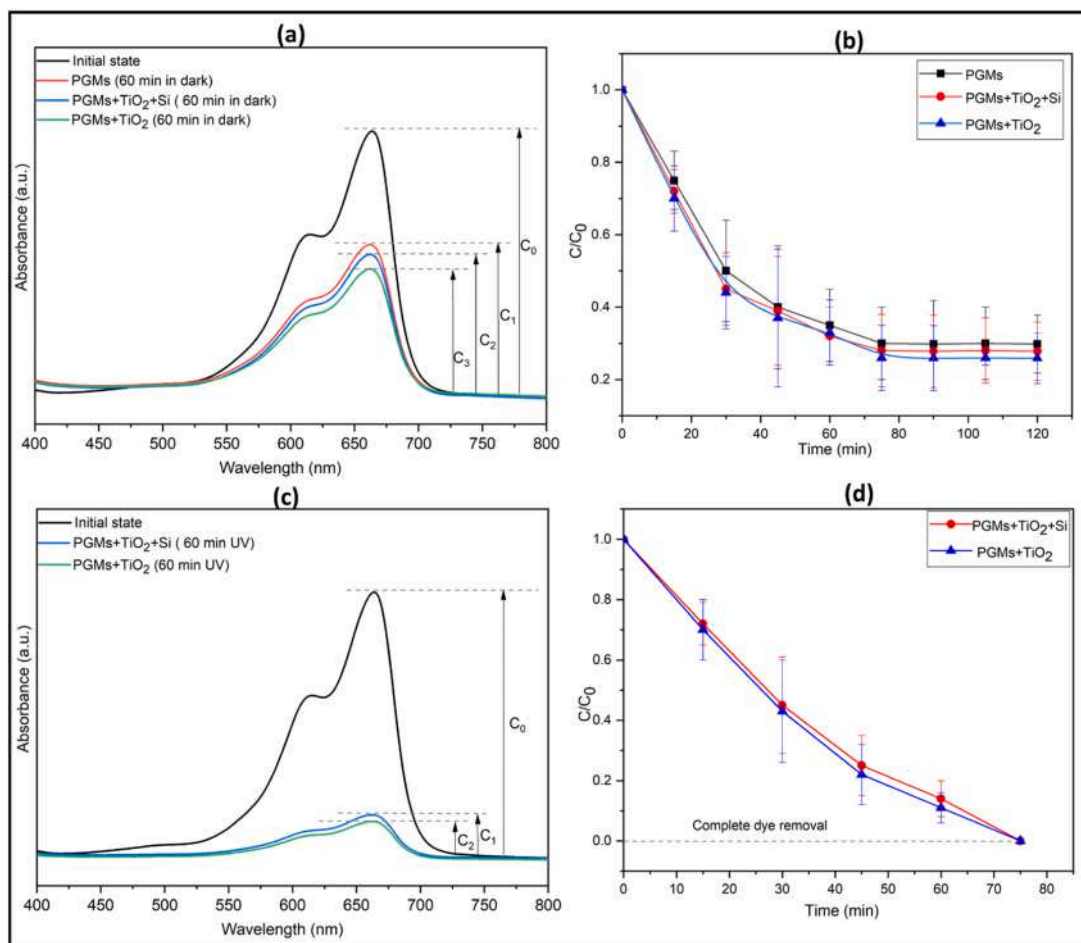 (a)
Initial state
PGMs (60 min in dark)
PGMs+TiO2+Si ( 60 min in dark)
PGMs+TiO2 (60 min in dark)
C0
C1
C2
C3
Absorbance (a.u.)
400 450 500 550 600 650 700 750 800
Wavelength (nm)
(b)
PGMs
PGMs+TiO2+Si
PGMs+TiO2
1.0
0.8
0.6
0.4
0.2
C/C0
0 20 40 60 80 100 120
Time (min)
(c)
Initial state
PGMs+TiO2+Si ( 60 min UV)
PGMs+TiO2 (60 min UV)
C0
C1
C2
Absorbance (a.u.)
400 450 500 550 600 650 700 750 800
Wavelength (nm)
(d)
PGMs+TiO2+Si
PGMs+TiO2
1.0
0.8
0.6
0.4
0.2
0.0
C/C0
Complete dye removal
0 10 20 30 40 50 60 70 80
Time (min)